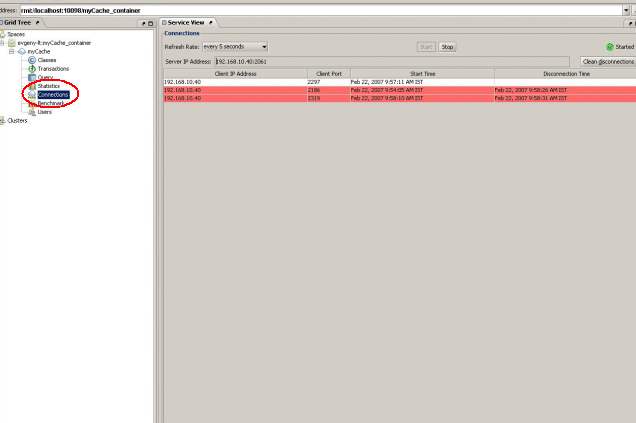 ddress: rmi://localhost:10098/myCache_container
Grid Tree
Spaces
evgeny-lt:myCache_container
myCache
Classes
Transactions
Query
Statistics
Connections
Benchmark
Users
Clusters
Service View
Connections
Refresh Rate: every 5 seconds Start Stop Started
Server IP Address: 192.168.10.40:2061 Clean disconnections
Client IP Address Client Port Start Time Disconnection Time
192.168.10.40 2297 Feb 22, 2007 9:57:11 AM IST
192.168.10.40 2186 Feb 22, 2007 9:54:05 AM IST Feb 22, 2007 9:58:26 AM IST
192.168.10.40 2319 Feb 22, 2007 9:58:10 AM IST Feb 22, 2007 9:58:31 AM IST